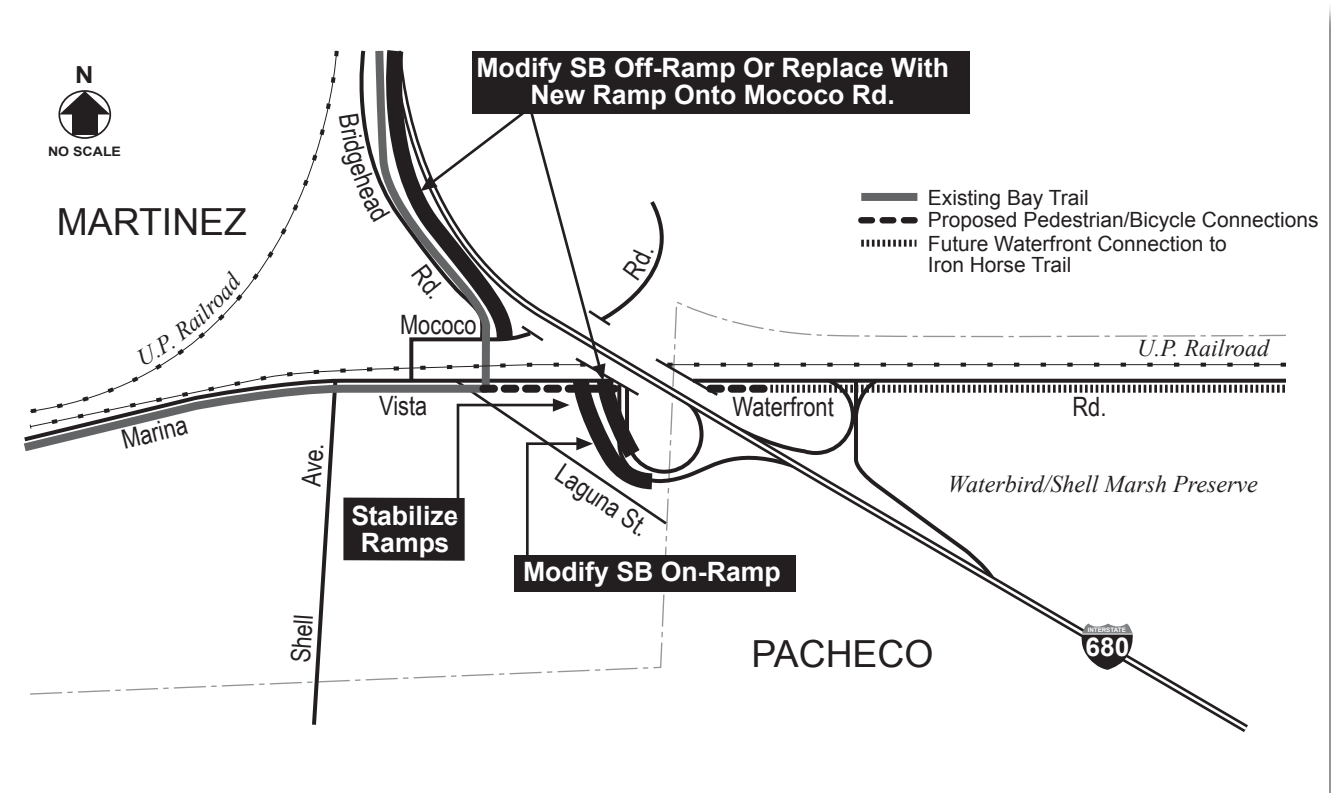 Modify SB Off-Ramp Or Replace With
New Ramp Onto Mococo Rd.
N
NO SCALE
MARTINEZ
Bridgehead
Rd.
Existing Bay Trail
Proposed Pedestrian/Bicycle Connections
Future Waterfront Connection to
Iron Horse Trail
Rd.
U.P. Railroad
Mococo
U.P. Railroad
Marina
Vista
Waterfront
Rd.
Ave.
Shell
Laguna St.
Waterbird/Shell Marsh Preserve
Stabilize
Ramps
Modify SB On-Ramp
PACHECO
INTERSTATE
680